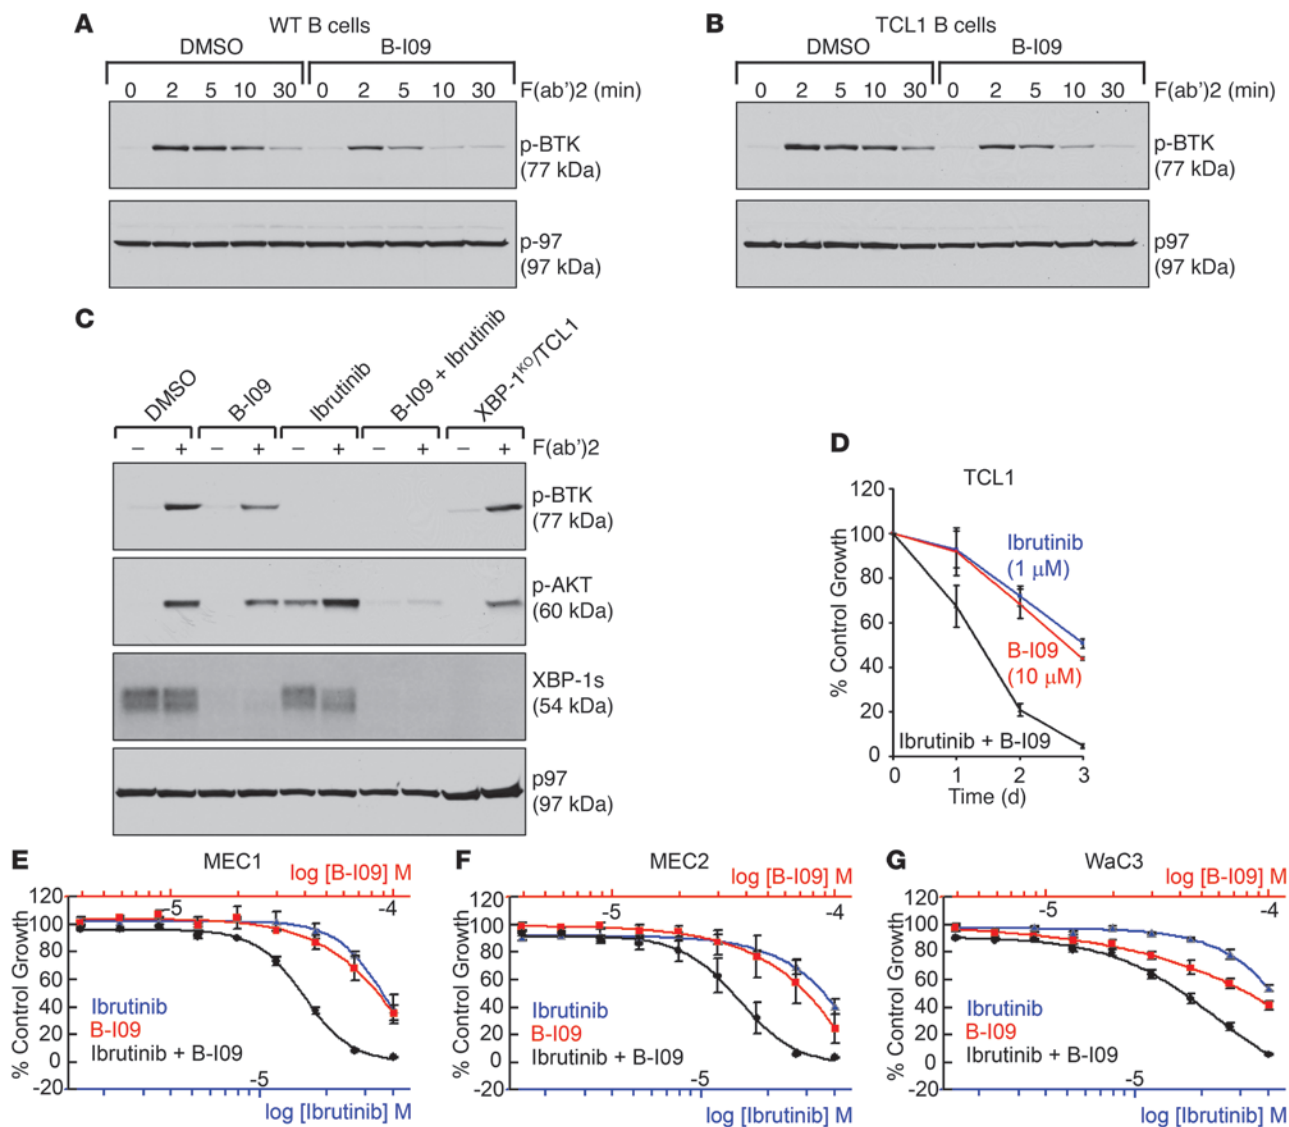 A
WT B cells
DMSO B-I09
0 2 5 10 30 0 2 5 10 30 F(ab')2 (min)
p-BTK
(77 kDa)
p-97
(97 kDa)
B
TCL1 B cells
DMSO B-I09
0 2 5 10 30 0 2 5 10 30 F(ab')2 (min)
p-BTK
(77 kDa)
p97
(97 kDa)
C
DMSO
B-I09
Ibrutinib
B-I09 + Ibrutinib
XBP-1KO/TCL1
– + – + – + – + – + F(ab')2
p-BTK
(77 kDa)
p-AKT
(60 kDa)
XBP-1s
(54 kDa)
p97
(97 kDa)
D
TCL1
% Control Growth
120
100
80
60
40
20
0
Ibrutinib
(1 µM)
B-I09
(10 µM)
Ibrutinib + B-I09
0 1 2 3
Time (d)
E
MEC1
log [B-I09] M
-5 -4
% Control Growth
120
100
80
60
40
20
0
-20
Ibrutinib
B-I09
Ibrutinib + B-I09
-5
log [Ibrutinib] M
F
MEC2
log [B-I09] M
-5 -4
% Control Growth
120
100
80
60
40
20
0
-20
Ibrutinib
B-I09
Ibrutinib + B-I09
-5
log [Ibrutinib] M
G
WaC3
log [B-I09] M
-5 -4
% Control Growth
120
100
80
60
40
20
0
-20
Ibrutinib
B-I09
Ibrutinib + B-I09
-5
log [Ibrutinib] M